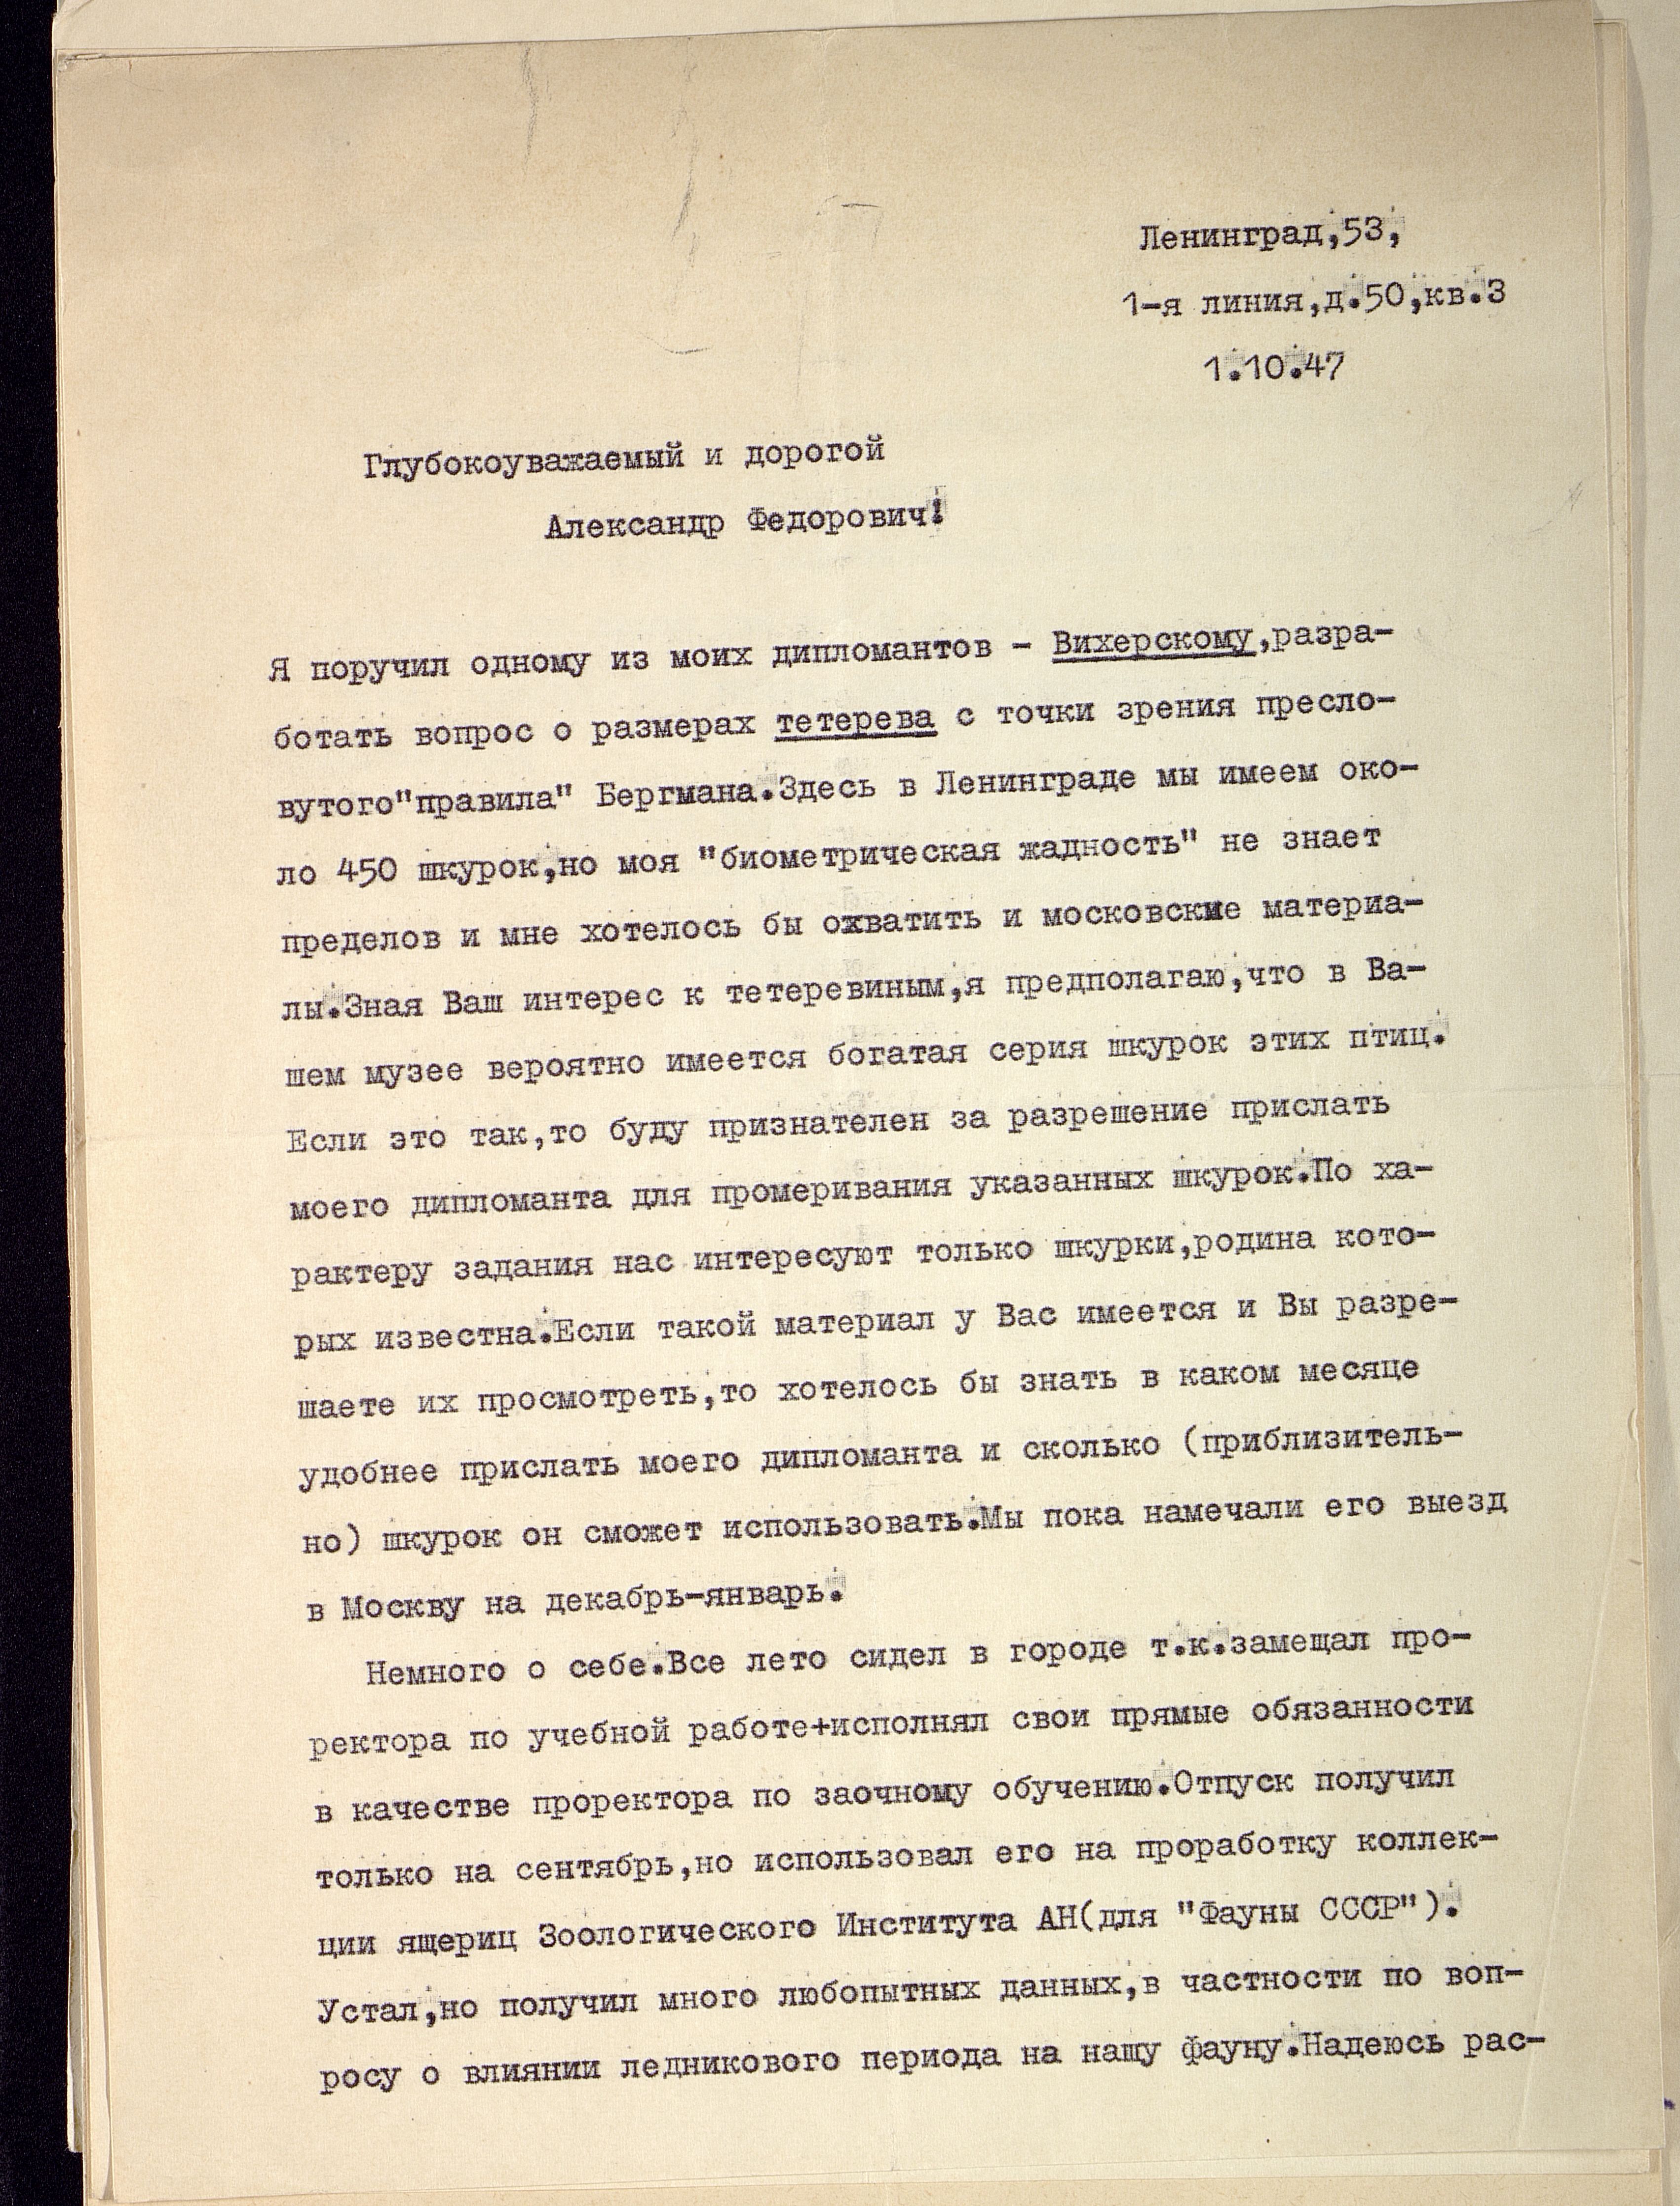 Ленинград,53,
1-я линия,д.50,кв.3
1.10.47
Глубокоуважаемый и дорогой
Александр Федорович!
Я поручил одному из моих дипломантов - Вихерскому,разра-
ботать вопрос о размерах тетерева с точки зрения пресло-
вутого"правила" Бергмана.Здесь в Ленинграде мы имеем око-
ло 450 шкурок,но моя "биометрическая жадность" не знает
пределов и мне хотелось бы охватить и московские материа-
лы.Зная Ваш интерес к тетеревиным,я предполагаю,что в Ва-
шем музее вероятно имеется богатая серия шкурок этих птиц.
Если это так,то буду признателен за разрешение прислать
моего дипломанта для промеривания указанных шкурок.По ха-
рактеру задания нас интересуют только шкурки,родина кото-
рых известна.Если такой материал у Вас имеется и Вы разре-
шаете их просмотреть,то хотелось бы знать в каком месяце
удобнее прислать моего дипломанта и сколько (приблизитель-
но) шкурок он сможет использовать.Мы пока намечали его выезд
в Москву на декабрь-январь.
Немного о себе.Все лето сидел в городе т.к.замещал про-
ректора по учебной работе+исполнял свои прямые обязанности
в качестве проректора по заочному обучению.Отпуск получил
только на сентябрь,но использовал его на проработку коллек-
ции ящериц Зоологического Института АН(для "Фауны СССР").
Устал,но получил много любопытных данных,в частности по воп-
росу о влиянии ледникового периода на нашу фауну.Надеюсь рас-